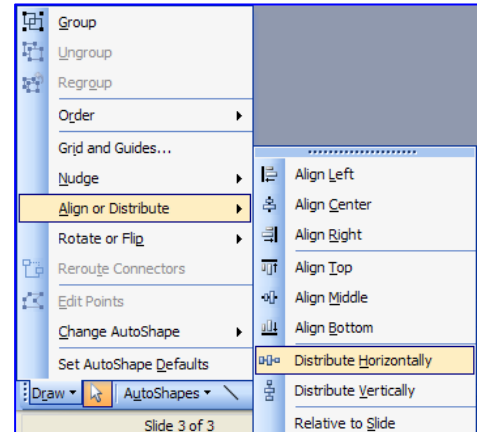 Group
Ungroup
Regroup
Order
Grid and Guides...
Nudge
Align or Distribute
Rotate or Flip
Reroute Connectors
Edit Points
Change AutoShape
Set AutoShape Defaults
Draw
AutoShapes
Slide 3 of 3
Align Left
Align Center
Align Right
Align Top
Align Middle
Align Bottom
Distribute Horizontally
Distribute Vertically
Relative to Slide